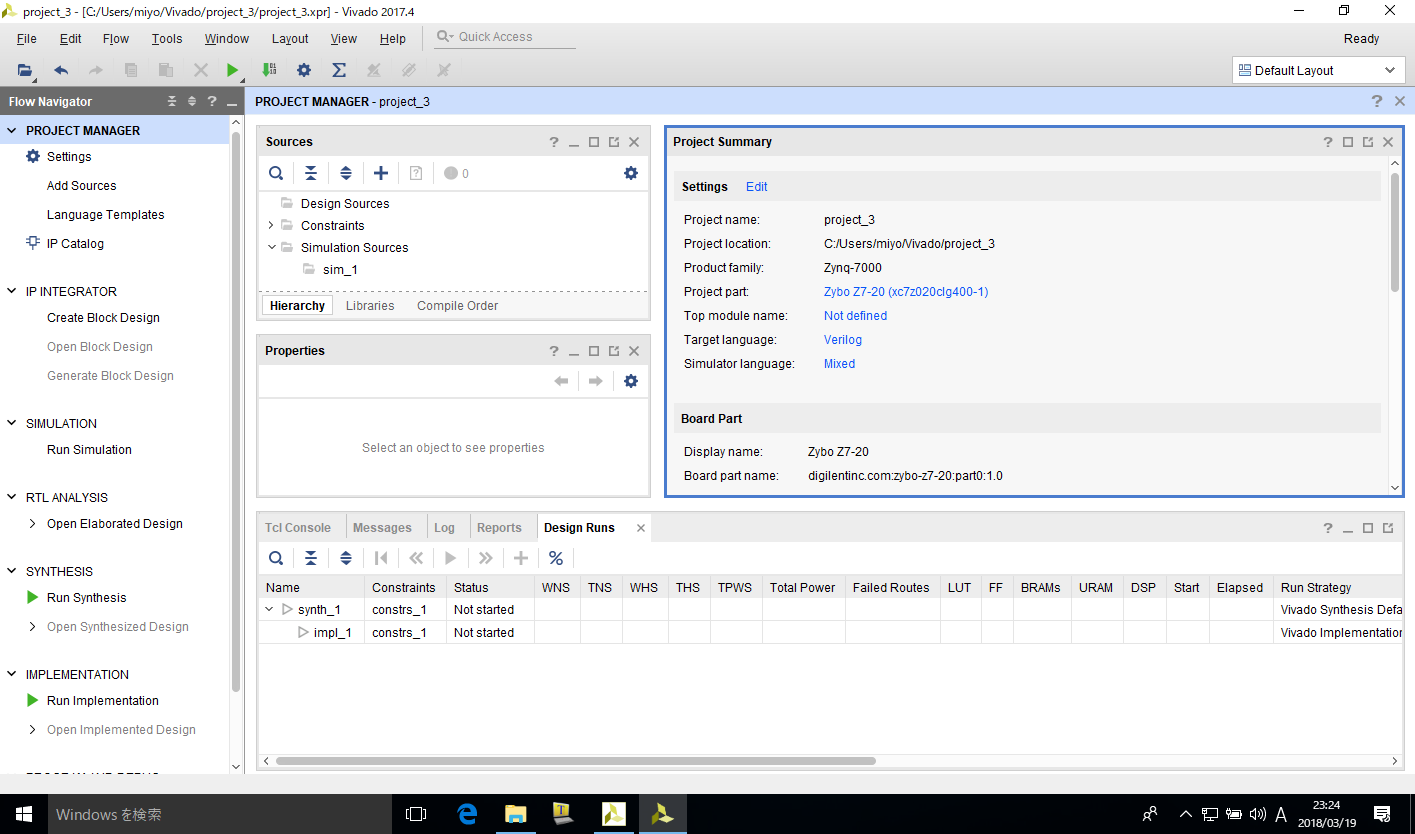 project_3 - [C:/Users/miyo/Vivado/project_3/project_3.xpr] - Vivado 2017.4
File Edit Flow Tools Window Layout View Help Quick Access Ready
Default Layout
Flow Navigator
PROJECT MANAGER - project_3
PROJECT MANAGER
Settings
Add Sources
Language Templates
IP Catalog
IP INTEGRATOR
Create Block Design
Open Block Design
Generate Block Design
SIMULATION
Run Simulation
RTL ANALYSIS
Open Elaborated Design
SYNTHESIS
Run Synthesis
Open Synthesized Design
IMPLEMENTATION
Run Implementation
Open Implemented Design
Sources
0
Design Sources
Constraints
Simulation Sources
sim_1
Hierarchy Libraries Compile Order
Properties
Select an object to see properties
Project Summary
Settings Edit
Project name: project_3
Project location: C:/Users/miyo/Vivado/project_3
Product family: Zynq-7000
Project part: Zybo Z7-20 (xc7z020clg400-1)
Top module name: Not defined
Target language: Verilog
Simulator language: Mixed
Board Part
Display name: Zybo Z7-20
Board part name: digilentinc.com:zybo-z7-20:part0:1.0
Tcl Console Messages Log Reports Design Runs
Name Constraints Status WNS TNS WHS THS TPWS Total Power Failed Routes LUT FF BRAMs URAM DSP Start Elapsed Run Strategy
synth_1 constrs_1 Not started Vivado Synthesis Defa
impl_1 constrs_1 Not started Vivado Implementation
Windows を検索
A
23:24
2018/03/19